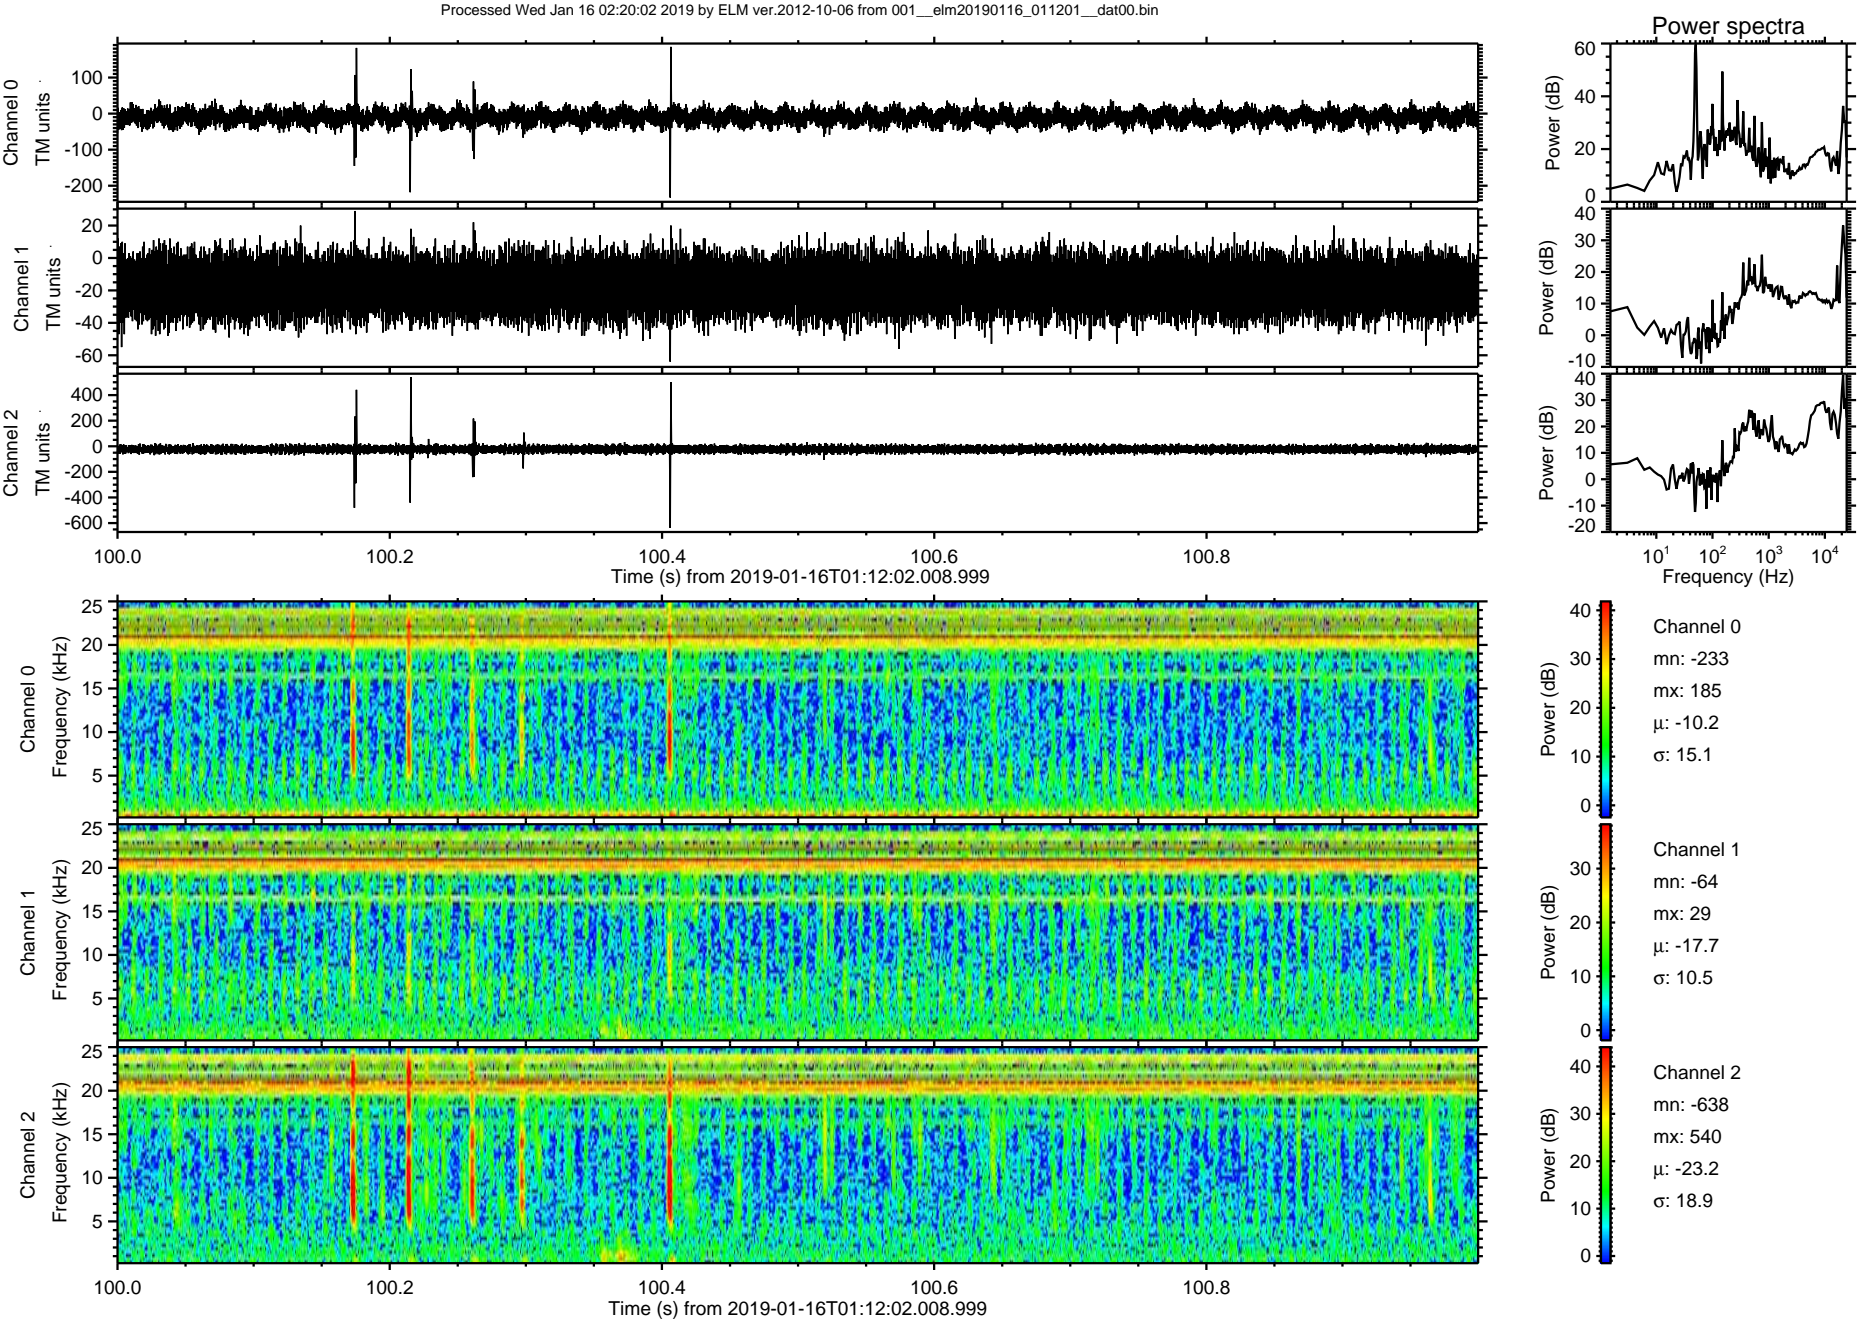 Processed Wed Jan 16 02:20:02 2019 by ELM ver.2012-10-06 from 001__elm20190116_011201__dat00.bin
Power spectra
Channel 0
TM units
100
0
-100
-200
Power (dB)
60
40
20
0
Channel 1
TM units
20
0
-20
-40
-60
Power (dB)
40
30
20
10
0
-10
Channel 2
TM units
400
200
0
-200
-400
-600
Power (dB)
40
30
20
10
0
-10
-20
100.0 100.2 100.4 100.6 100.8
Time (s) from 2019-01-16T01:12:02.008.999
10¹ 10² 10³ 10⁴
Frequency (Hz)
Channel 0
Frequency (kHz)
25
20
15
10
5
Power (dB)
40
30
20
10
0
Channel 0
mn: -233
mx: 185
μ: -10.2
σ: 15.1
Channel 1
Frequency (kHz)
25
20
15
10
5
Power (dB)
30
20
10
0
Channel 1
mn: -64
mx: 29
μ: -17.7
σ: 10.5
Channel 2
Frequency (kHz)
25
20
15
10
5
Power (dB)
40
30
20
10
0
Channel 2
mn: -638
mx: 540
μ: -23.2
σ: 18.9
100.0 100.2 100.4 100.6 100.8
Time (s) from 2019-01-16T01:12:02.008.999